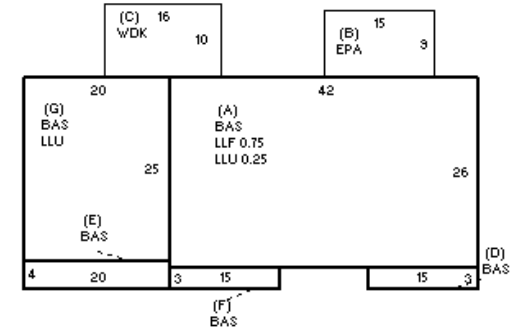 (C) 16
WDK
10
15
(B)
EPA
9
20
42
(G)
BAS
LLU
(A)
BAS
LLF 0.75
LLU 0.25
25
26
(E)
BAS
(D)
BAS
4
20
3
15
15
3
(F)
BAS